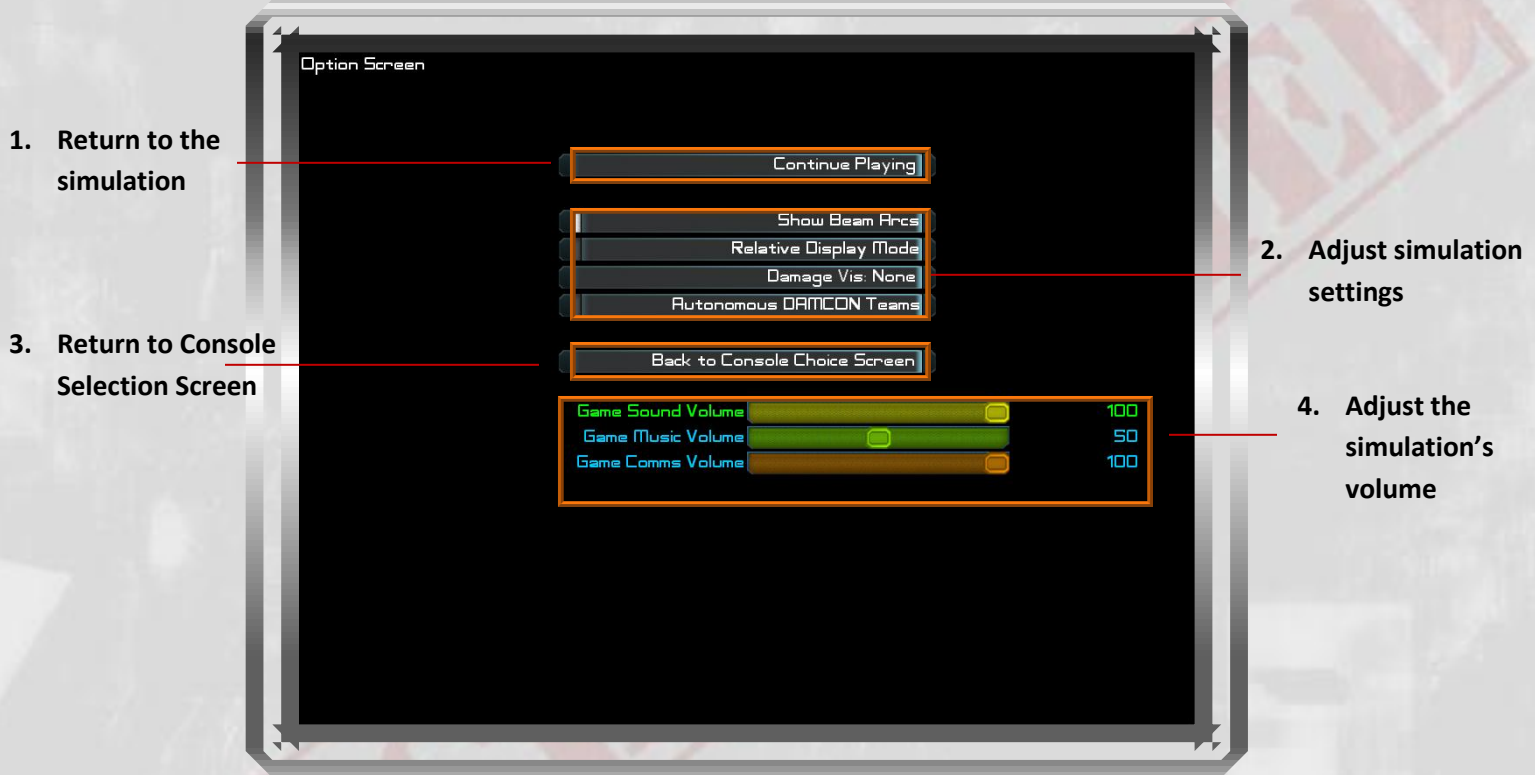 Option Screen
1. Return to the
simulation
Continue Playing
Show Beam Arcs
Relative Display Mode
Damage Vis: None
Autonomous DAMCON Teams
2. Adjust simulation
settings
3. Return to Console
Selection Screen
Back to Console Choice Screen
Game Sound Volume 100
Game Music Volume 50
Game Comms Volume 100
4. Adjust the
simulation’s
volume